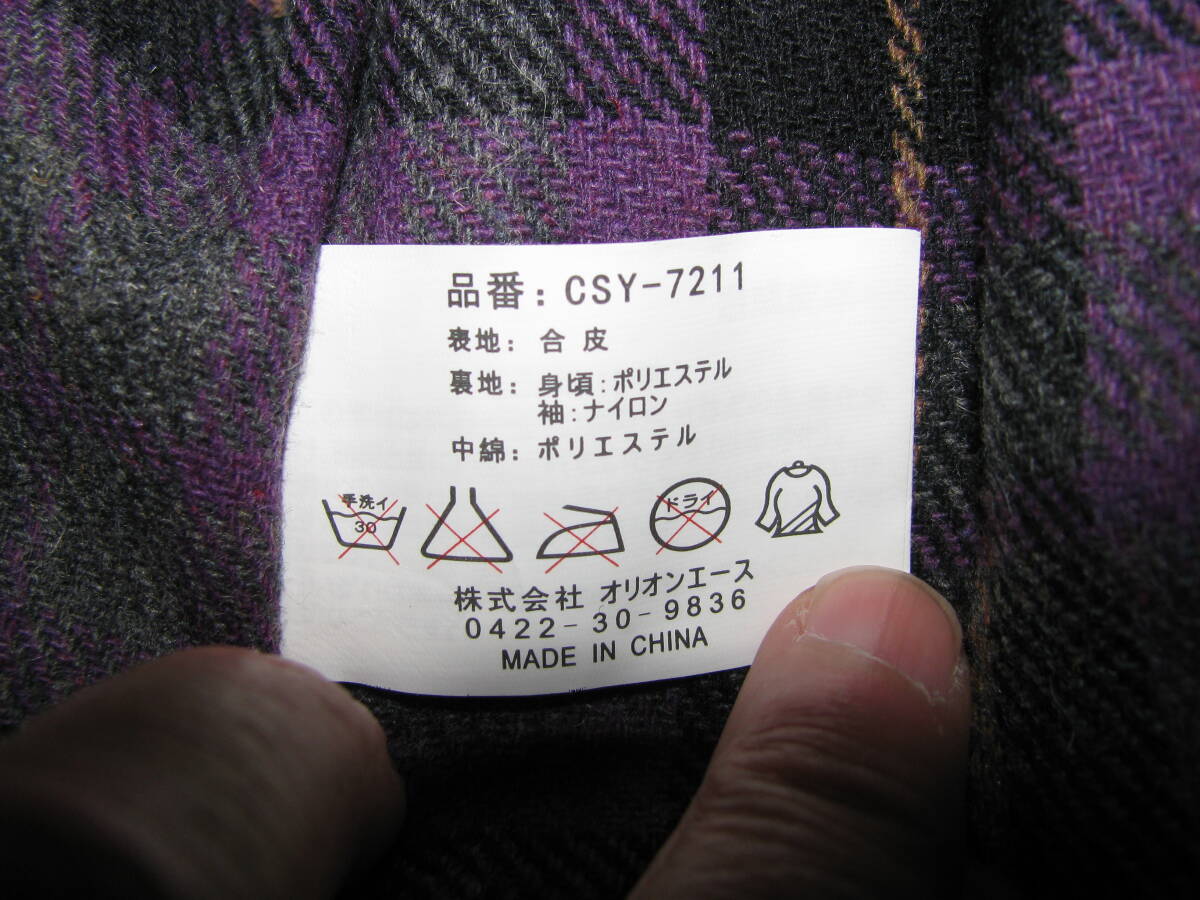 品番: CSY-7211
表地: 合皮
裏地: 身頃:ポリエステル
袖:ナイロン
中綿: ポリエステル
手洗イ
30
ドライ
株式会社 オリオンエース
0422-30-9836
MADE IN CHINA